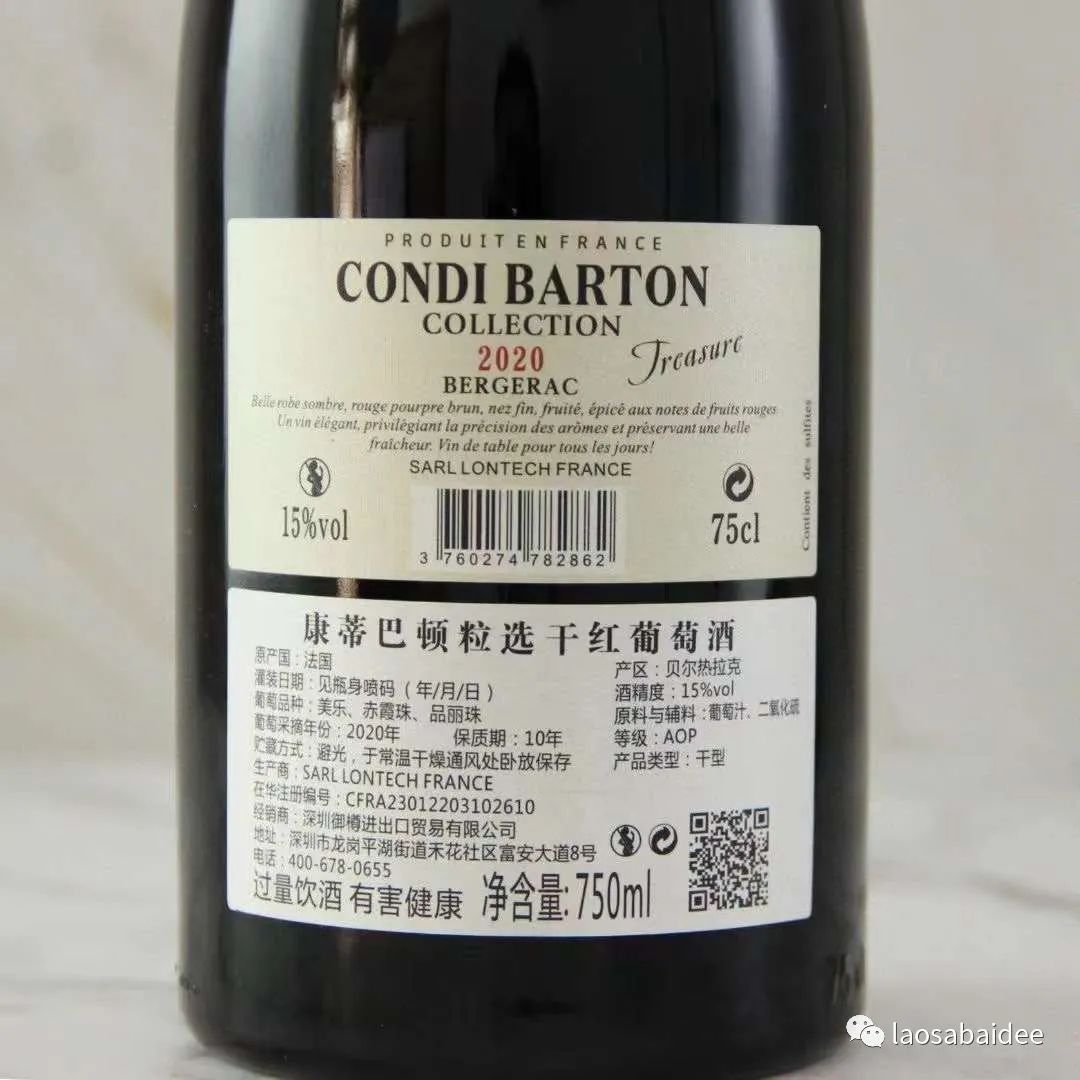 PRODUIT EN FRANCE
CONDI BARTON
COLLECTION
2020
Treasure
BERGERAC
Belle robe sombre, rouge pourpre brun, nez fin, fruité, épicé aux notes de fruits rouges
Un vin élégant, privilégiant la précision des arômes et préservant une belle
fraîcheur. Vin de table pour tous les jours!
SARL LONTECH FRANCE
15%vol
3 760274 782862
75cl
Contient des sulfites
康蒂巴顿粒选干红葡萄酒
原产国：法国
灌装日期：见瓶身喷码（年/月/日）
葡萄品种：美乐、赤霞珠、品丽珠
葡萄采摘年份：2020年 保质期：10年
贮藏方式：避光，于常温干燥通风处卧放保存
生产商：SARL LONTECH FRANCE
在华注册编号：CFRA23012203102610
经销商：深圳御樽进出口贸易有限公司
地址：深圳市龙岗平湖街道禾花社区富安大道8号
电话：400-678-0655
产区：贝尔热拉克
酒精度：15%vol
原料与辅料：葡萄汁、二氧化硫
等级：AOP
产品类型：干型
过量饮酒 有害健康 净含量:750ml
laosabaidee